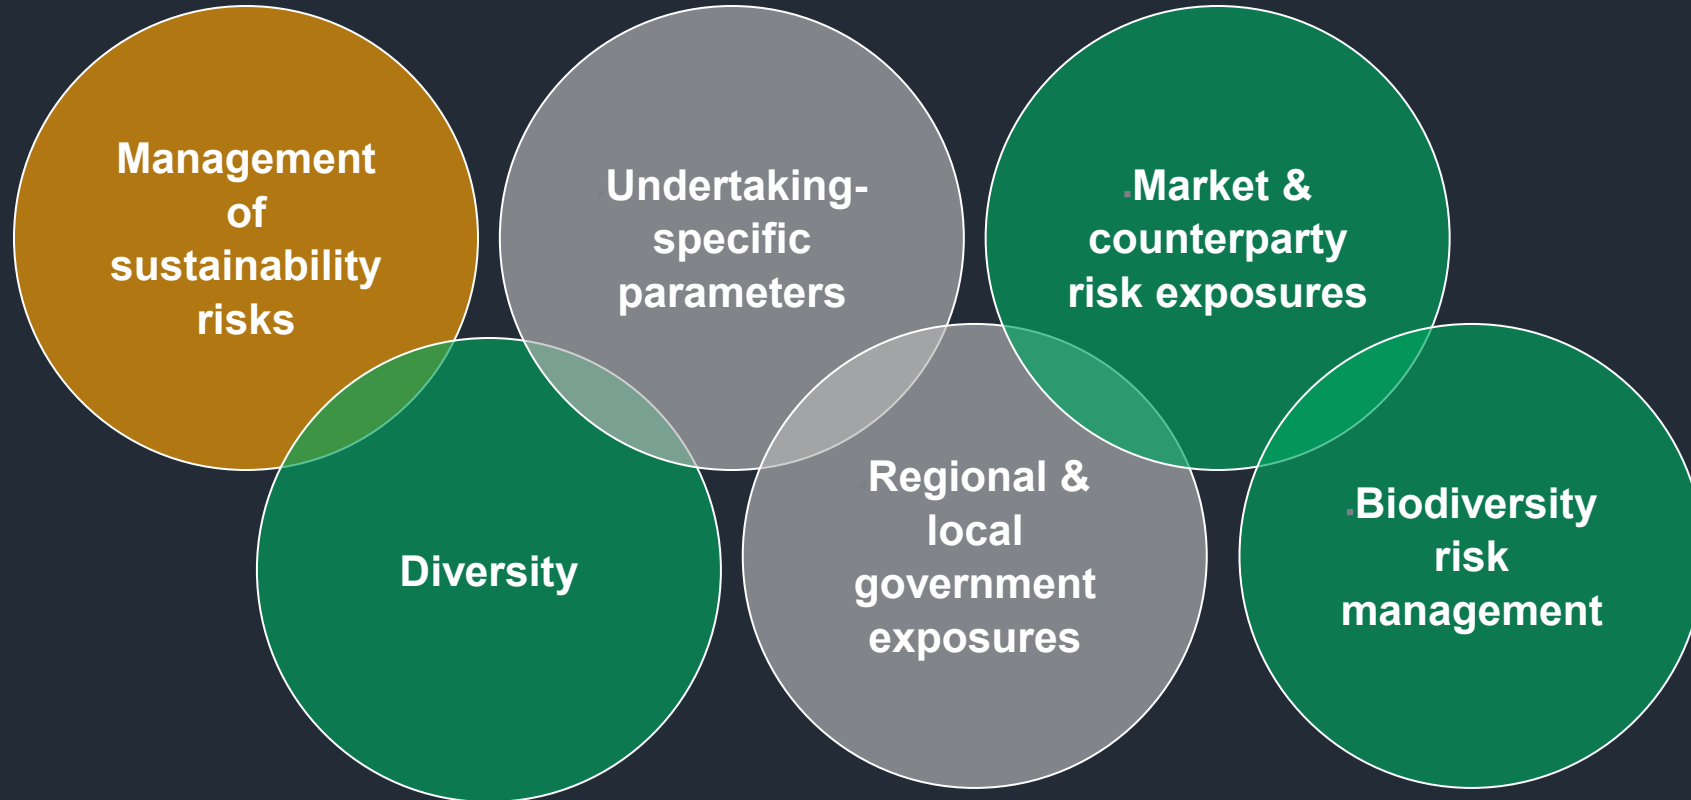 Management
of
sustainability
risks
Undertaking-
specific
parameters
Market &
counterparty
risk exposures
Diversity
Regional &
local
government
exposures
Biodiversity
risk
management